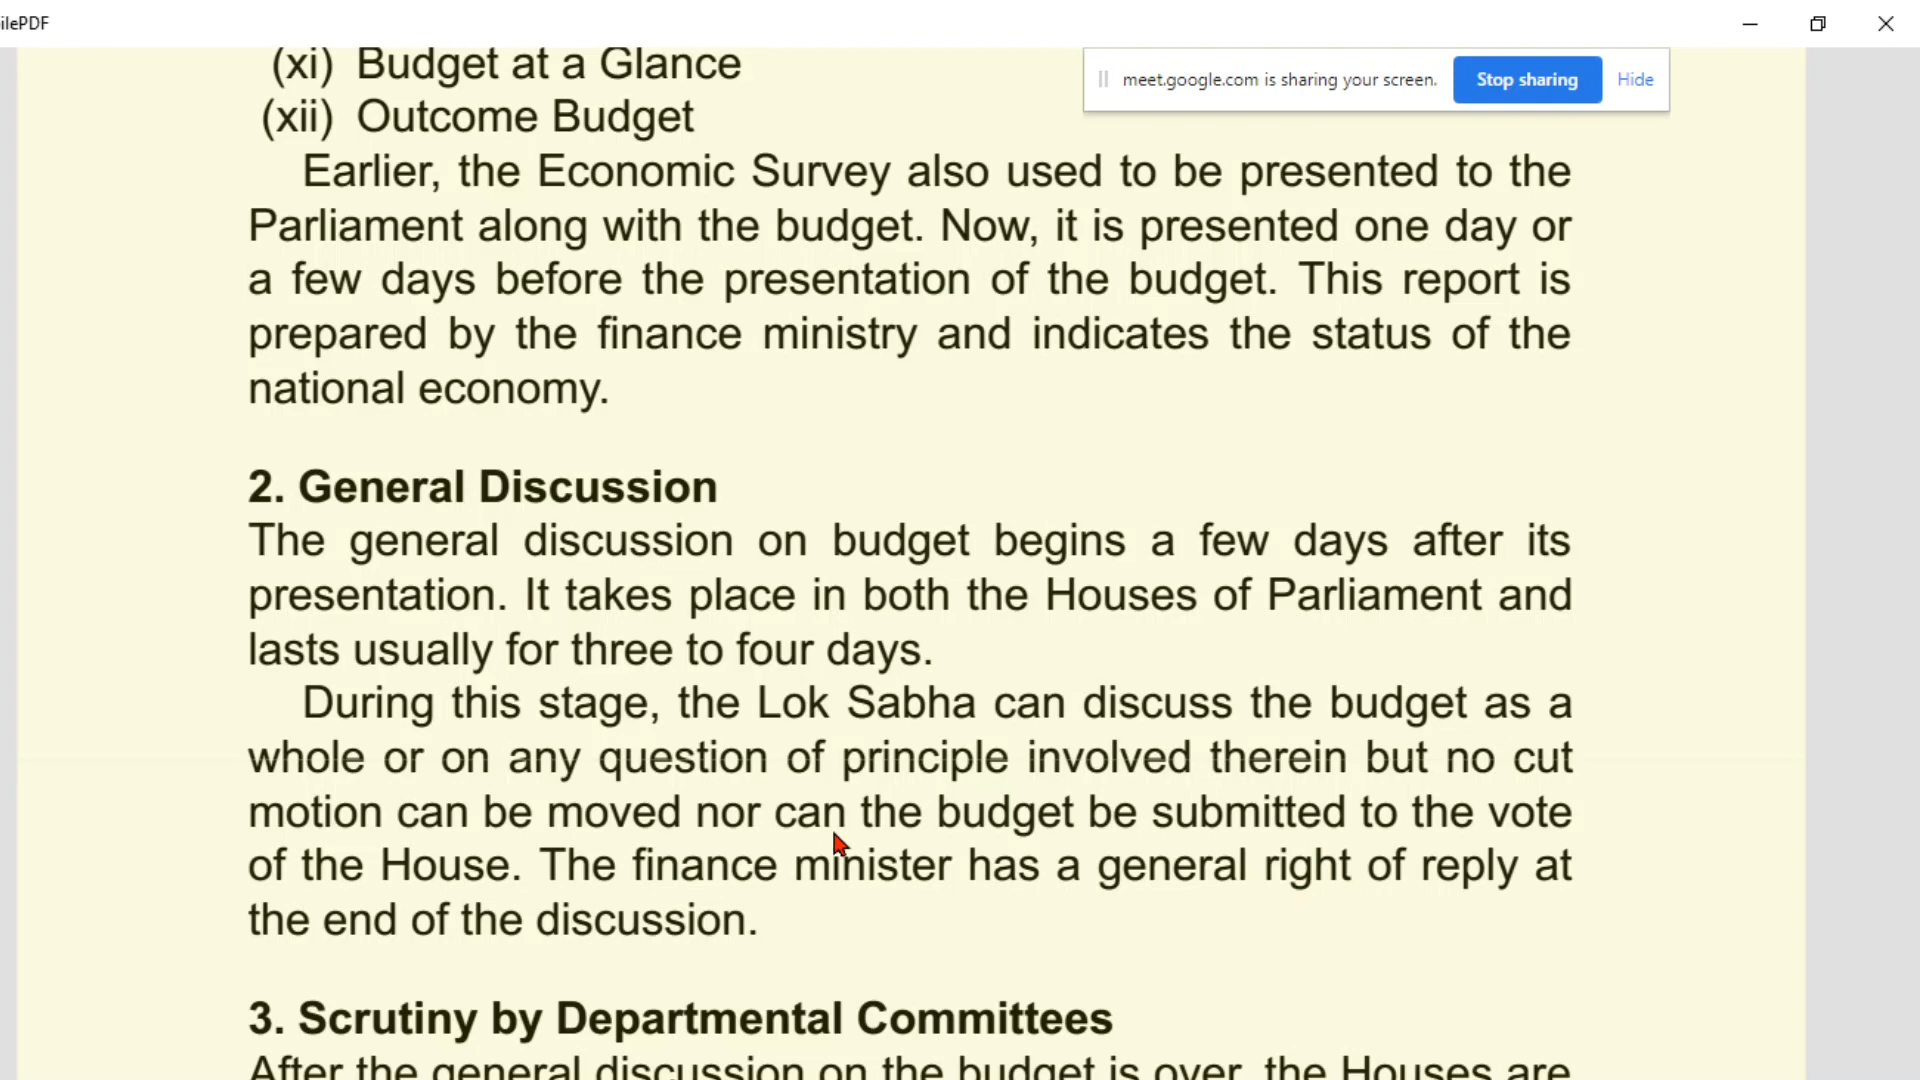 ilePDF
(xi) Budget at a Glance
meet.google.com is sharing your screen. Stop sharing Hide
(xii) Outcome Budget
Earlier, the Economic Survey also used to be presented to the
Parliament along with the budget. Now, it is presented one day or
a few days before the presentation of the budget. This report is
prepared by the finance ministry and indicates the status of the
national economy.
2. General Discussion
The general discussion on budget begins a few days after its
presentation. It takes place in both the Houses of Parliament and
lasts usually for three to four days.
During this stage, the Lok Sabha can discuss the budget as a
whole or on any question of principle involved therein but no cut
motion can be moved nor can the budget be submitted to the vote
of the House. The finance minister has a general right of reply at
the end of the discussion.
3. Scrutiny by Departmental Committees
After the general discussion on the budget is over, the Houses are